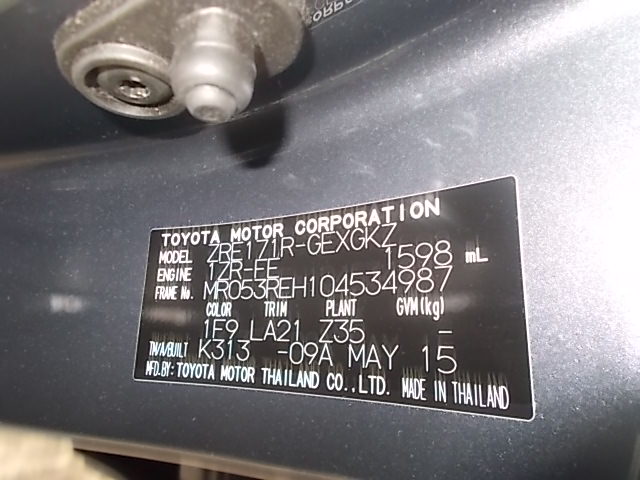 TOYOTA MOTOR CORPORATION
MODEL ZRE171R-GEXGKZ
ENGINE 1ZR-FE 1598 mL
FRAME No. MR053REH104534987
COLOR TRIM PLANT GVM(kg)
1F9 LA21 Z35 -
TM/A/BUILT K313 -09A MAY 15
MFD.BY: TOYOTA MOTOR THAILAND CO.,LTD. MADE IN THAILAND